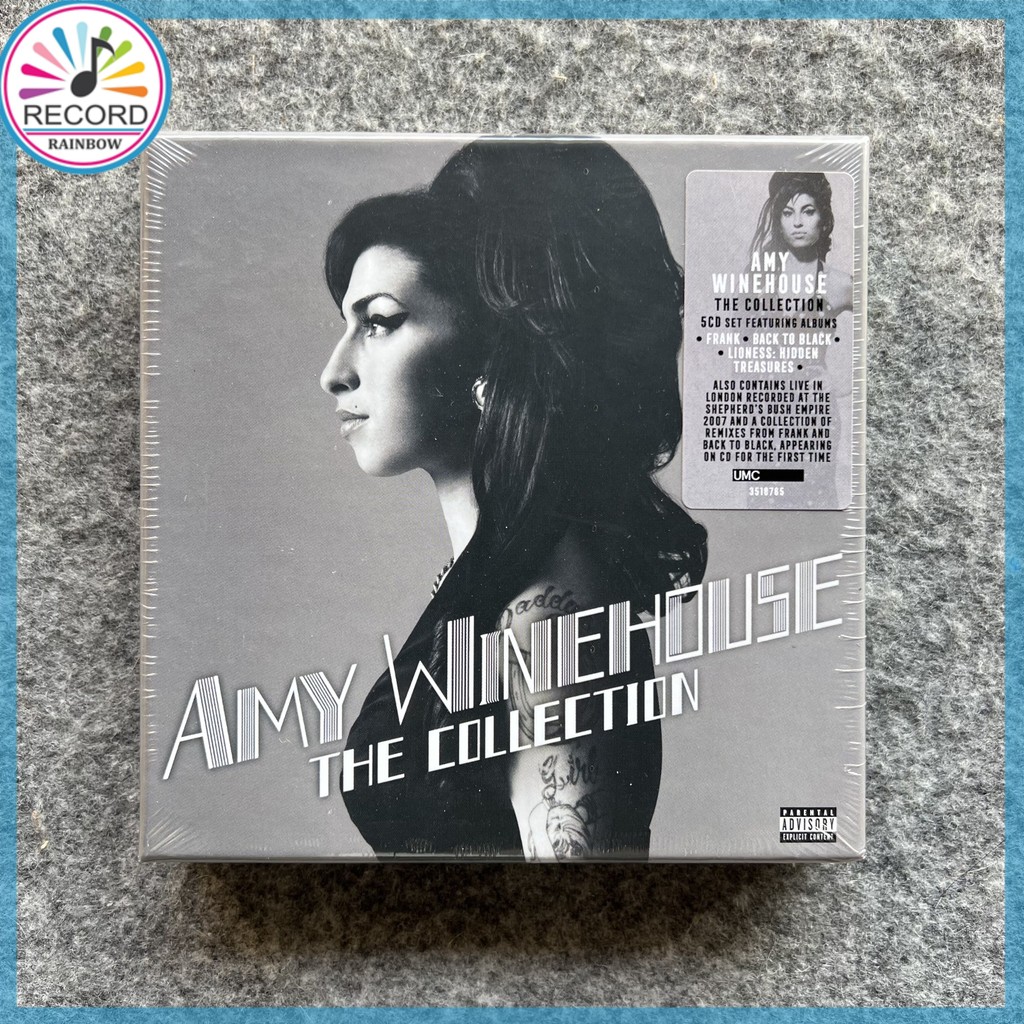 RECORD
RAINBOW
AMY
WINEHOUSE
THE COLLECTION
5CD SET FEATURING ALBUMS
• FRANK • BACK TO BLACK •
• LIONESS: HIDDEN
TREASURES •
ALSO CONTAINS LIVE IN
LONDON RECORDED AT THE
SHEPHERD'S BUSH EMPIRE
2007 AND A COLLECTION OF
REMIXES FROM FRANK AND
BACK TO BLACK, APPEARING
ON CD FOR THE FIRST TIME
UMC
3518785
AMY WINEHOUSE
THE COLLECTION
PARENTAL
ADVISORY
EXPLICIT CONTENT